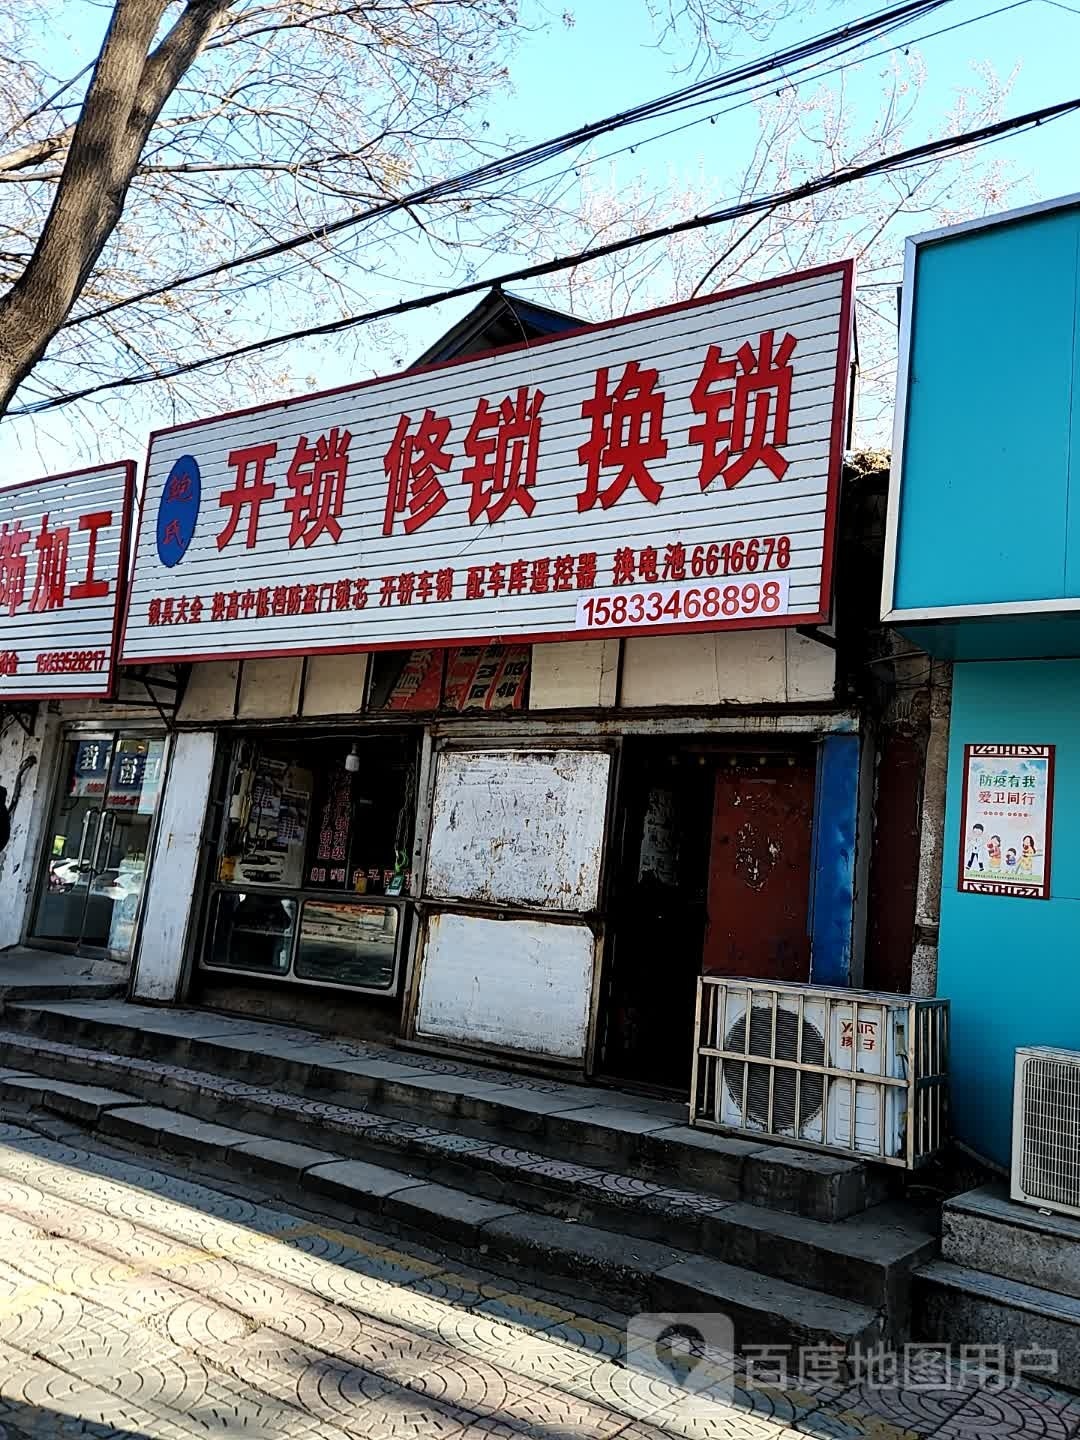 鲍氏
开锁 修锁 换锁
锁具大全 换高中低档防盗门锁芯 开轿车锁 配车库遥控器 换电池6616678
15833468898
饰加工
15833528217
防疫有我
爱卫同行
YAIR
扬子
百度地图用户